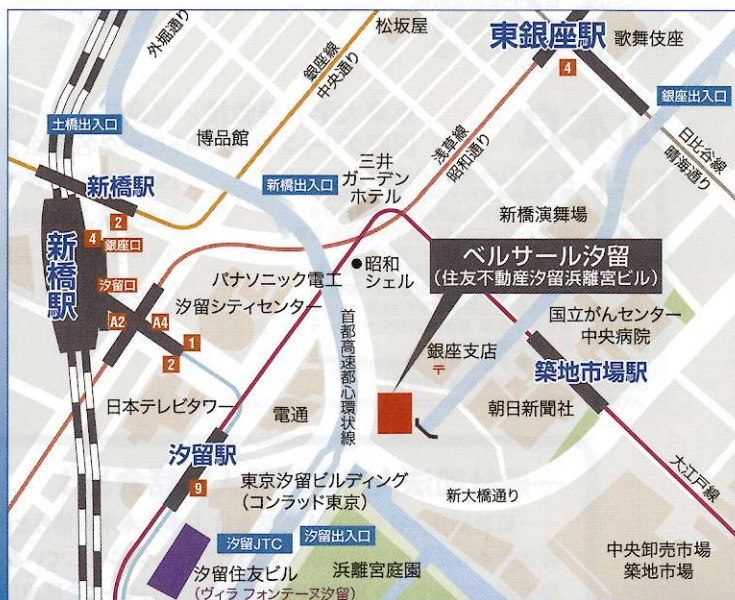 外堀通り
松坂屋
銀座線
中央通り
東銀座駅
歌舞伎座
4
銀座出入口
土橋出入口
博品館
浅草線
昭和通り
日比谷線
晴海通り
新橋駅
2
新橋出入口
三井
ガーデン
ホテル
新橋演舞場
新橋駅
4
銀座口
汐留口
A2
A4
1
2
パナソニック電工
汐留シティセンター
昭和
シェル
ベルサール汐留
(住友不動産汐留浜離宮ビル)
国立がんセンター
中央病院
首都高速都心環状線
銀座支店
〒
築地市場駅
日本テレビタワー
電通
朝日新聞社
汐留駅
9
東京汐留ビルディング
(コンラッド東京)
新大橋通り
大江戸線
汐留JTC
汐留出入口
汐留住友ビル
(ヴィラ フォンテーヌ汐留)
浜離宮庭園
中央卸売市場
築地市場